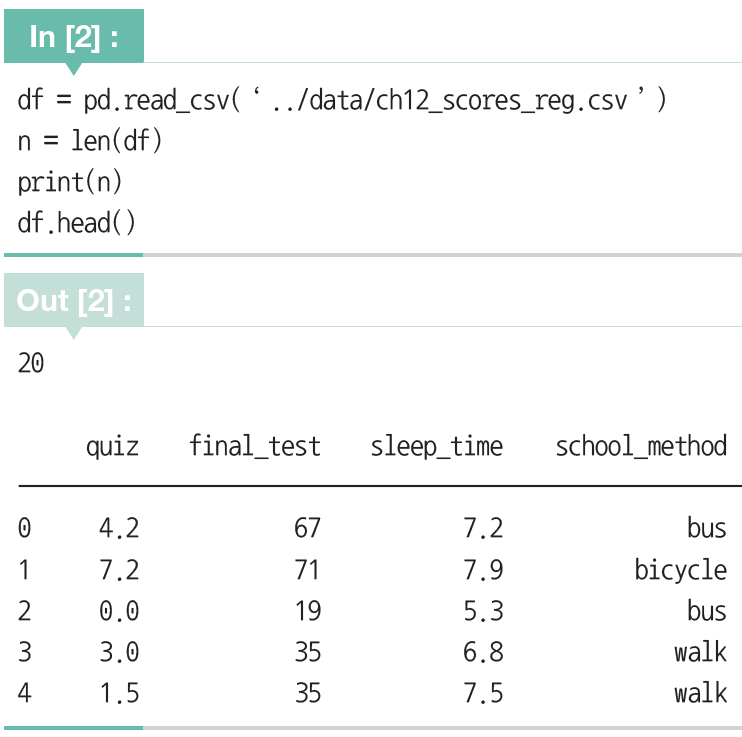 In [2] :
df = pd.read_csv( ‘ ../data/ch12_scores_reg.csv ’ )
n = len(df)
print(n)
df.head()
Out [2] :
20
quiz final_test sleep_time school_method
0 4.2 67 7.2 bus
1 7.2 71 7.9 bicycle
2 0.0 19 5.3 bus
3 3.0 35 6.8 walk
4 1.5 35 7.5 walk